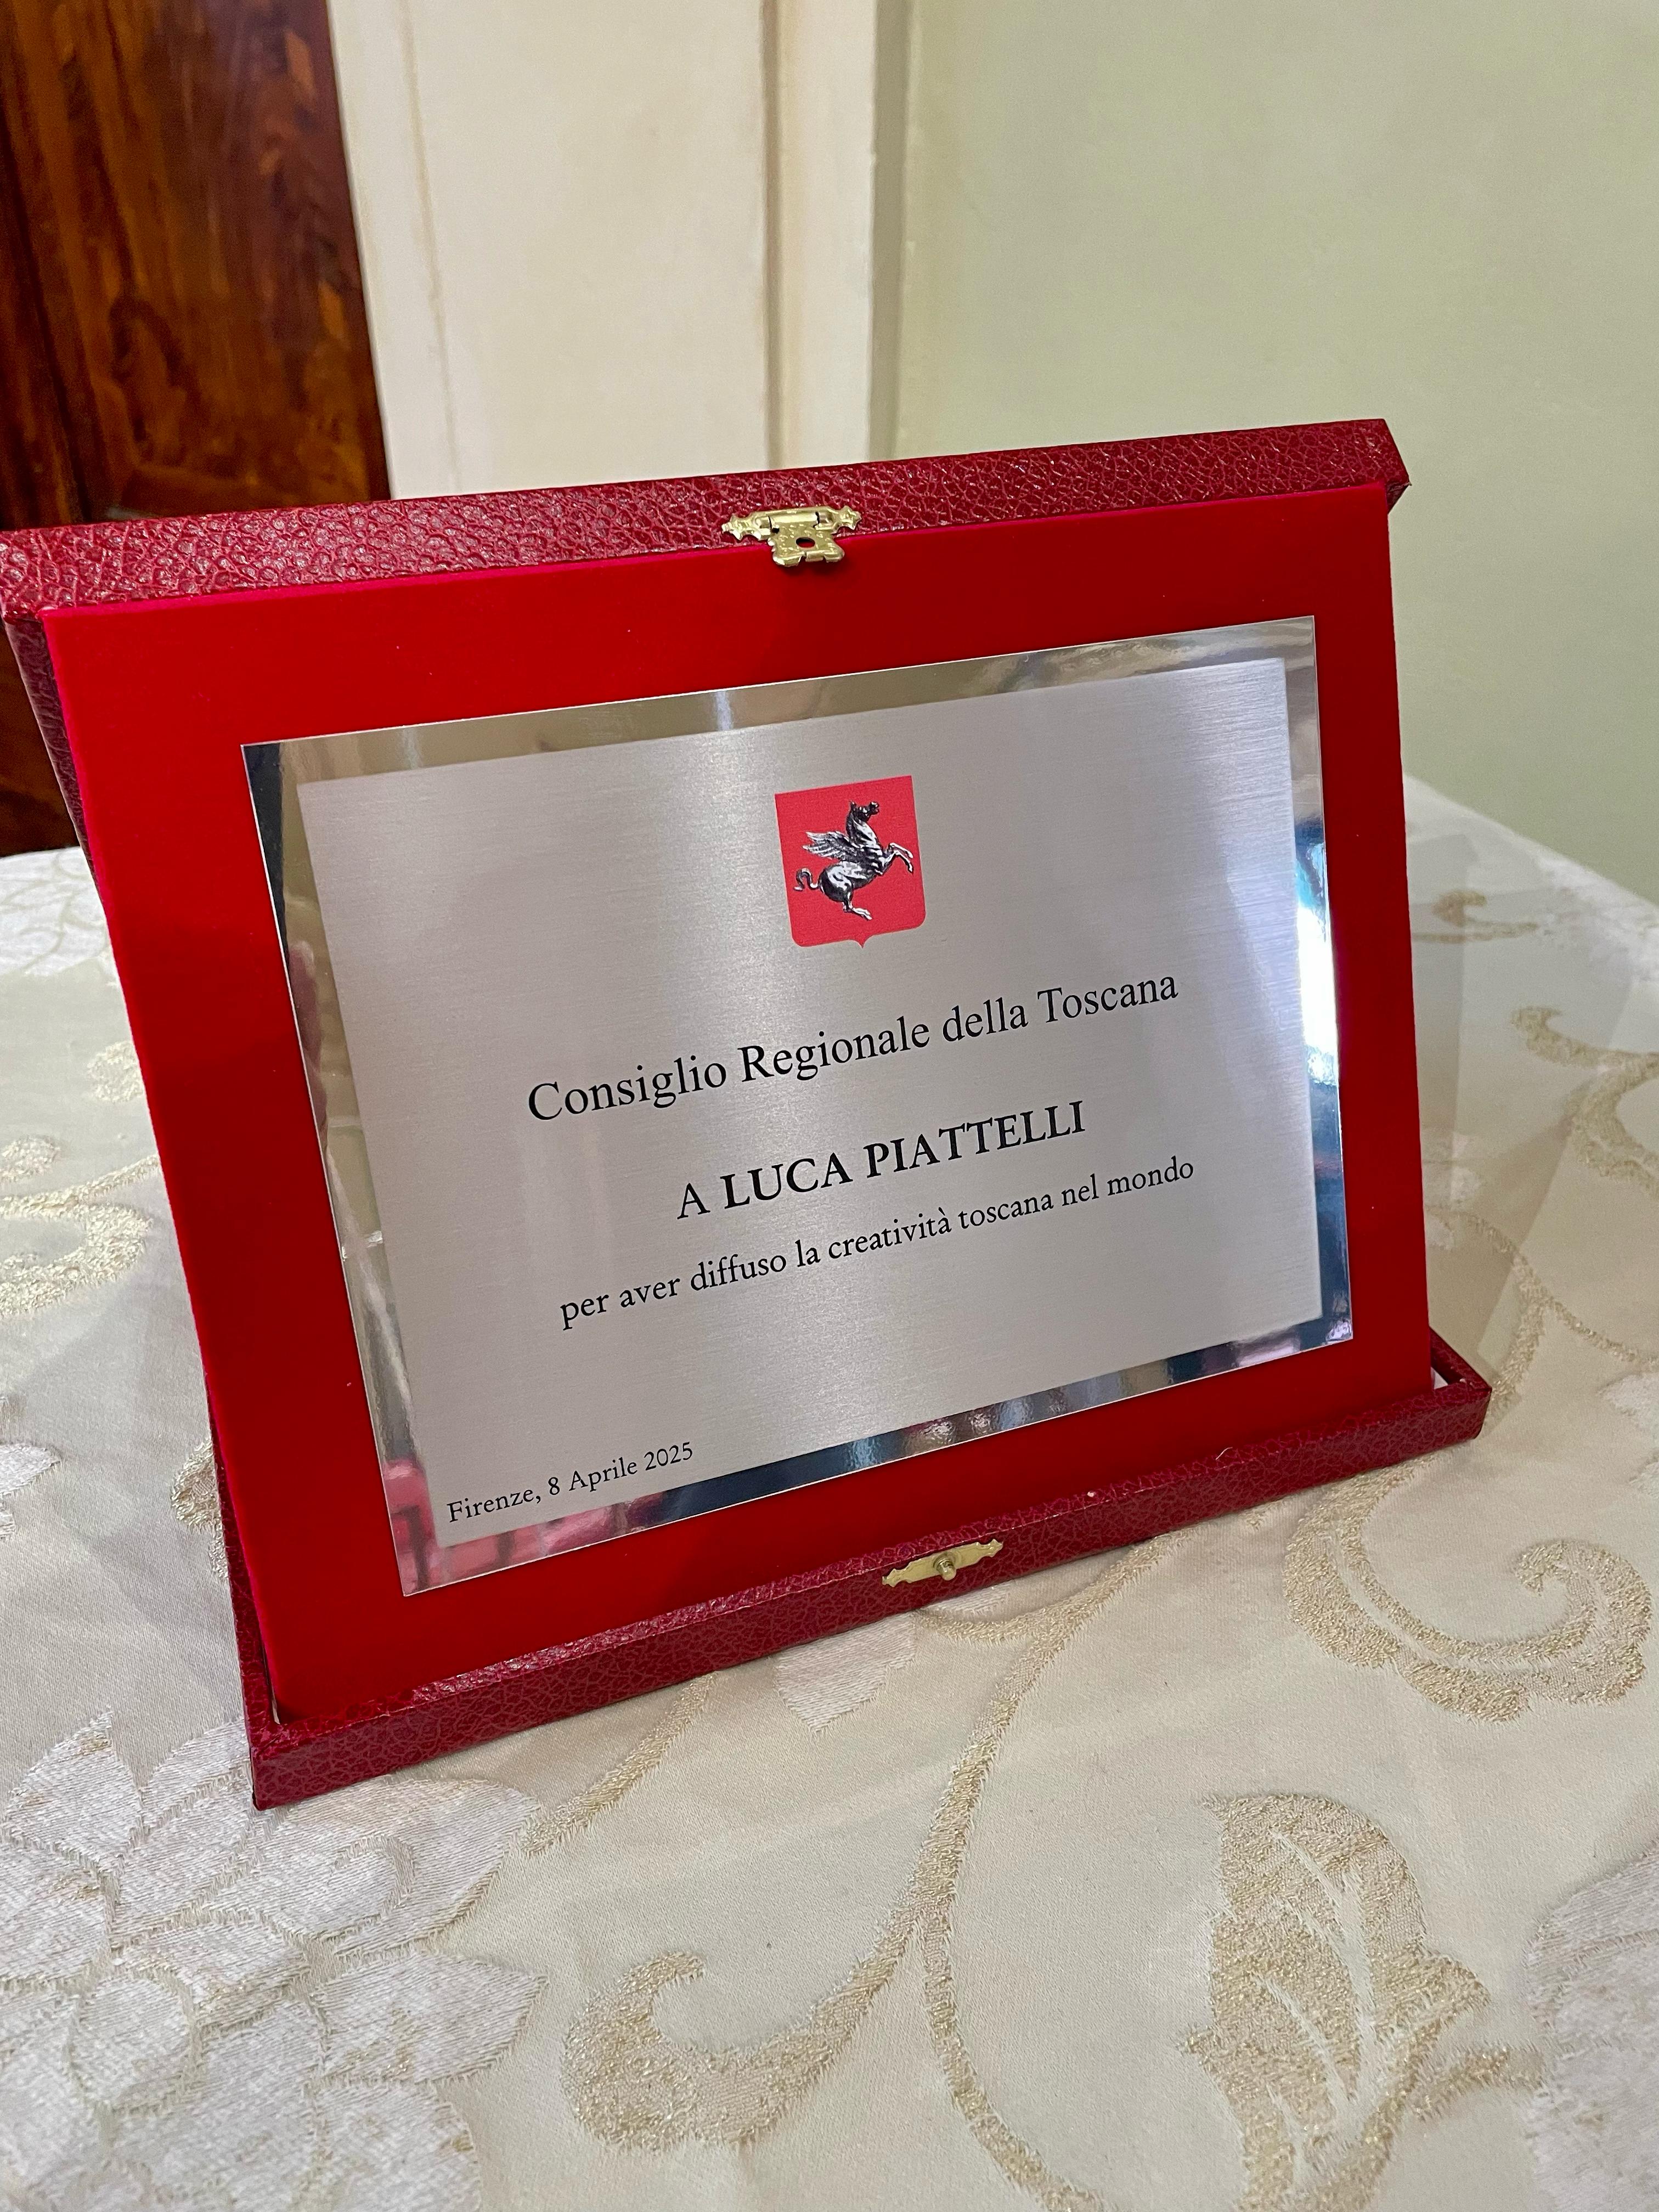 Consiglio Regionale della Toscana
A LUCA PIATTELLI
per aver diffuso la creatività toscana nel mondo
Firenze, 8 Aprile 2025